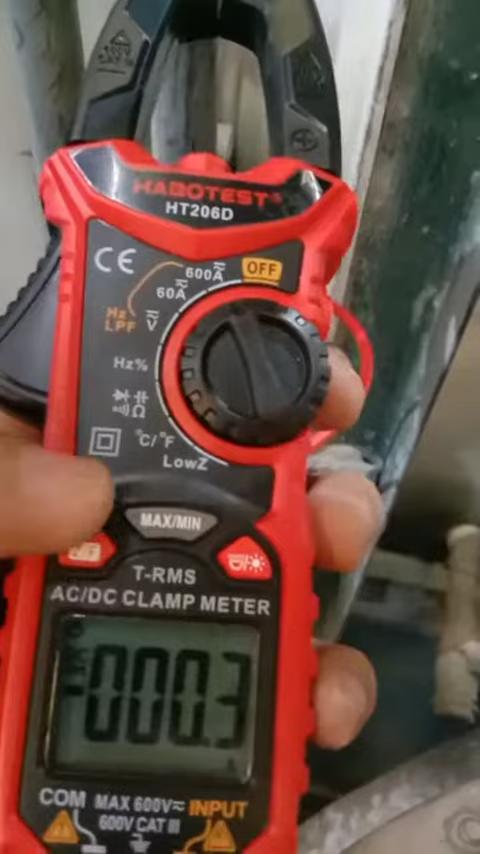 HABOTEST®
HT206D
CE
OFF
600A
60A
Hz
LPF
V
Hz%
Ω
°C/°F
LowZ
MAX/MIN
T-RMS
AC/DC CLAMP METER
-000.3
A
COM MAX 600V INPUT
600V CAT III